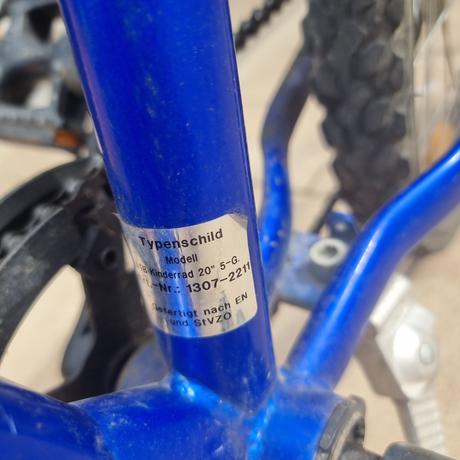 Typenschild
Modell
Kinderrad 20" 5-G.
-Nr.: 1307-2211
gefertigt nach EN
und StVZO